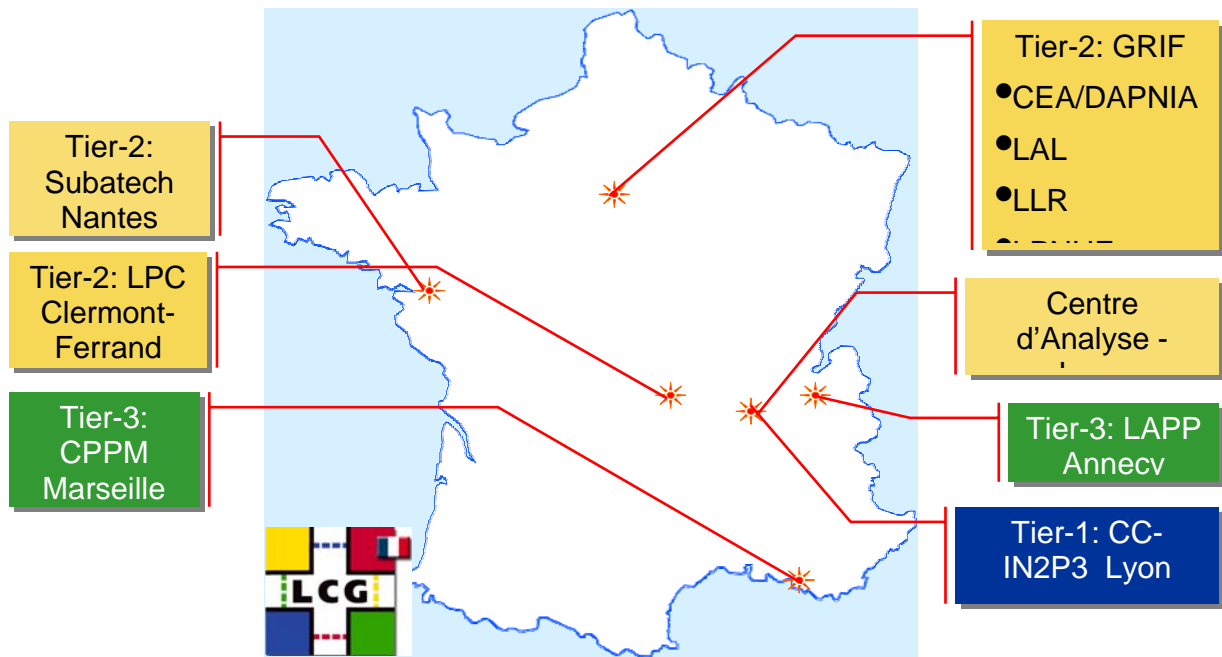 Tier-2:
Subatech
Nantes
Tier-2: LPC
Clermont-
Ferrand
Tier-3:
CPPM
Marseille
Tier-2: GRIF
•CEA/DAPNIA
•LAL
•LLR
Centre
d’Analyse -
Tier-3: LAPP
Annecy
Tier-1: CC-
IN2P3 Lyon
LCG